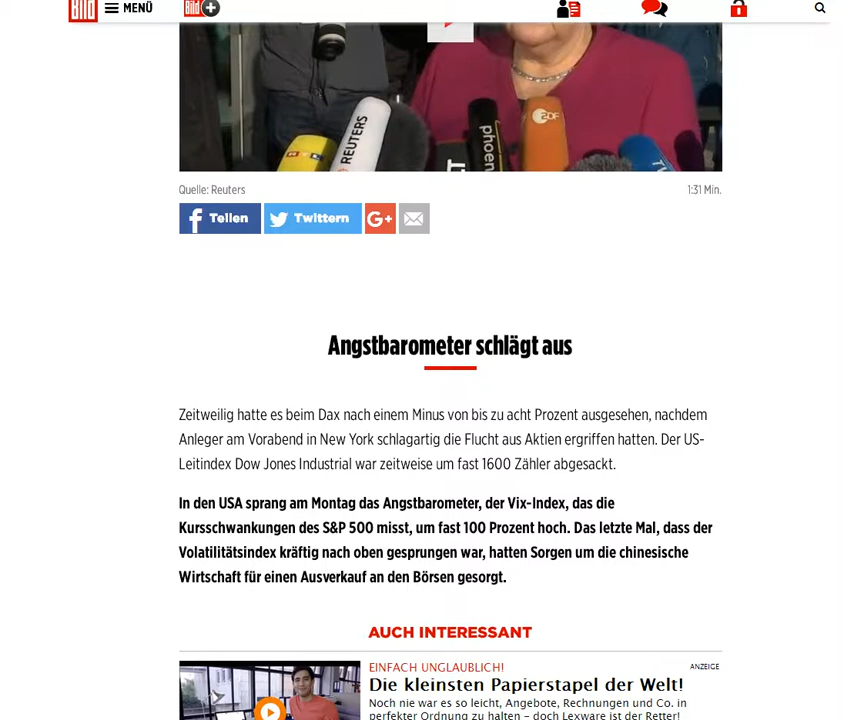 Bild MENÜ Bild+
RTL REUTERS LT phoen ZDF
Quelle: Reuters 1:31 Min.
Teilen Twittern G+
Angstbarometer schlägt aus
Zeitweilig hatte es beim Dax nach einem Minus von bis zu acht Prozent ausgesehen, nachdem
Anleger am Vorabend in New York schlagartig die Flucht aus Aktien ergriffen hatten. Der US-
Leitindex Dow Jones Industrial war zeitweise um fast 1600 Zähler abgesackt.
In den USA sprang am Montag das Angstbarometer, der Vix-Index, das die
Kursschwankungen des S&P 500 misst, um fast 100 Prozent hoch. Das letzte Mal, dass der
Volatilitätsindex kräftig nach oben gesprungen war, hatten Sorgen um die chinesische
Wirtschaft für einen Ausverkauf an den Börsen gesorgt.
AUCH INTERESSANT
EINFACH UNGLAUBLICH! ANZEIGE
Die kleinsten Papierstapel der Welt!
Noch nie war es so leicht, Angebote, Rechnungen und Co. in
perfekter Ordnung zu halten – doch Lexware ist der Retter!